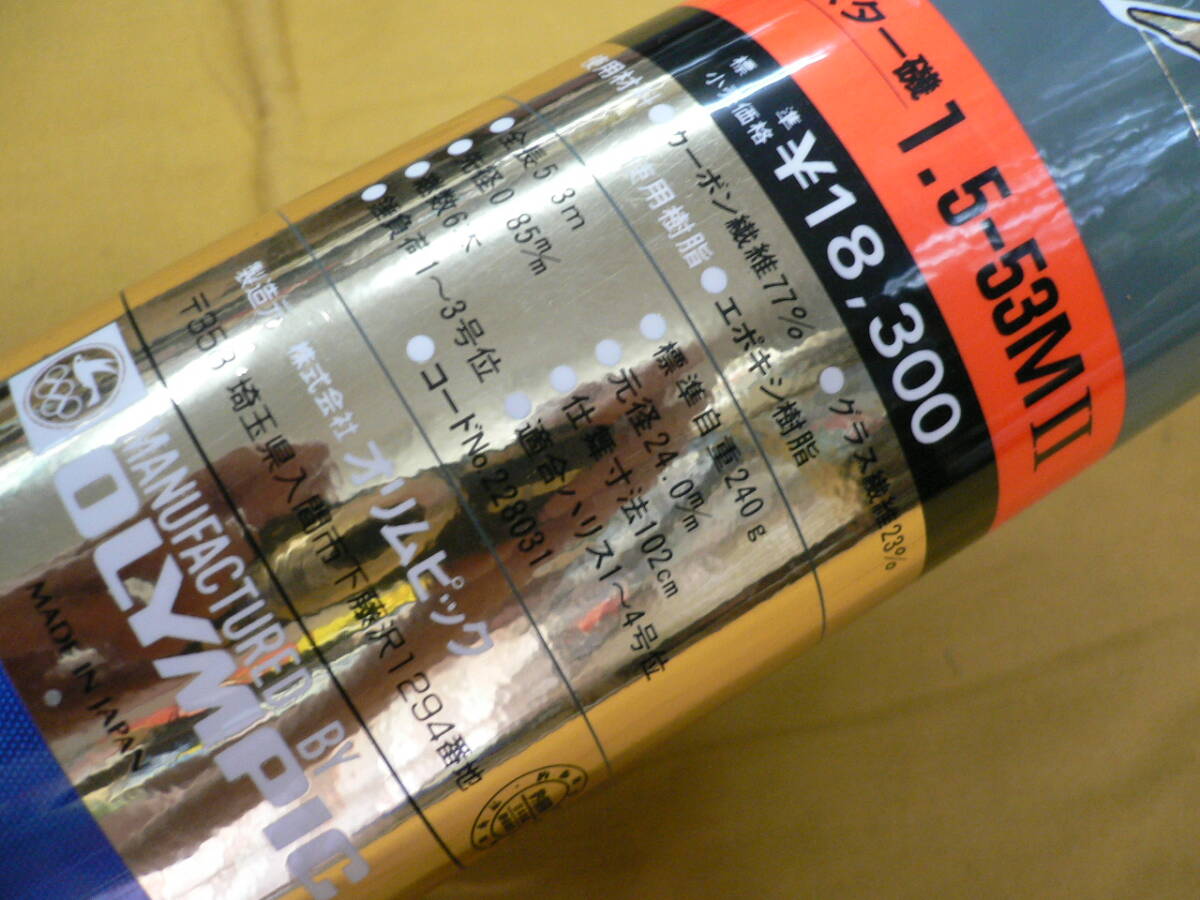 スター磯 1.5-53MII
標準
小売価格 ¥18,300
使用材料
カーボン繊維77% ●グラス繊維23%
使用樹脂 ●エポキシ樹脂
●全長5.3m ●標準自重240g
●先径0.85m/m ●元径24.0m/m
●継数6本 ●仕舞寸法102cm
●錘負荷1〜3号位 ●適合ハリス1〜4号位
●コードNo.228031
製造元 株式会社 オリムピック
〒358 埼玉県入間市下藤沢1294番地
MANUFACTURED BY
OLYMPIC
MADE IN JAPAN